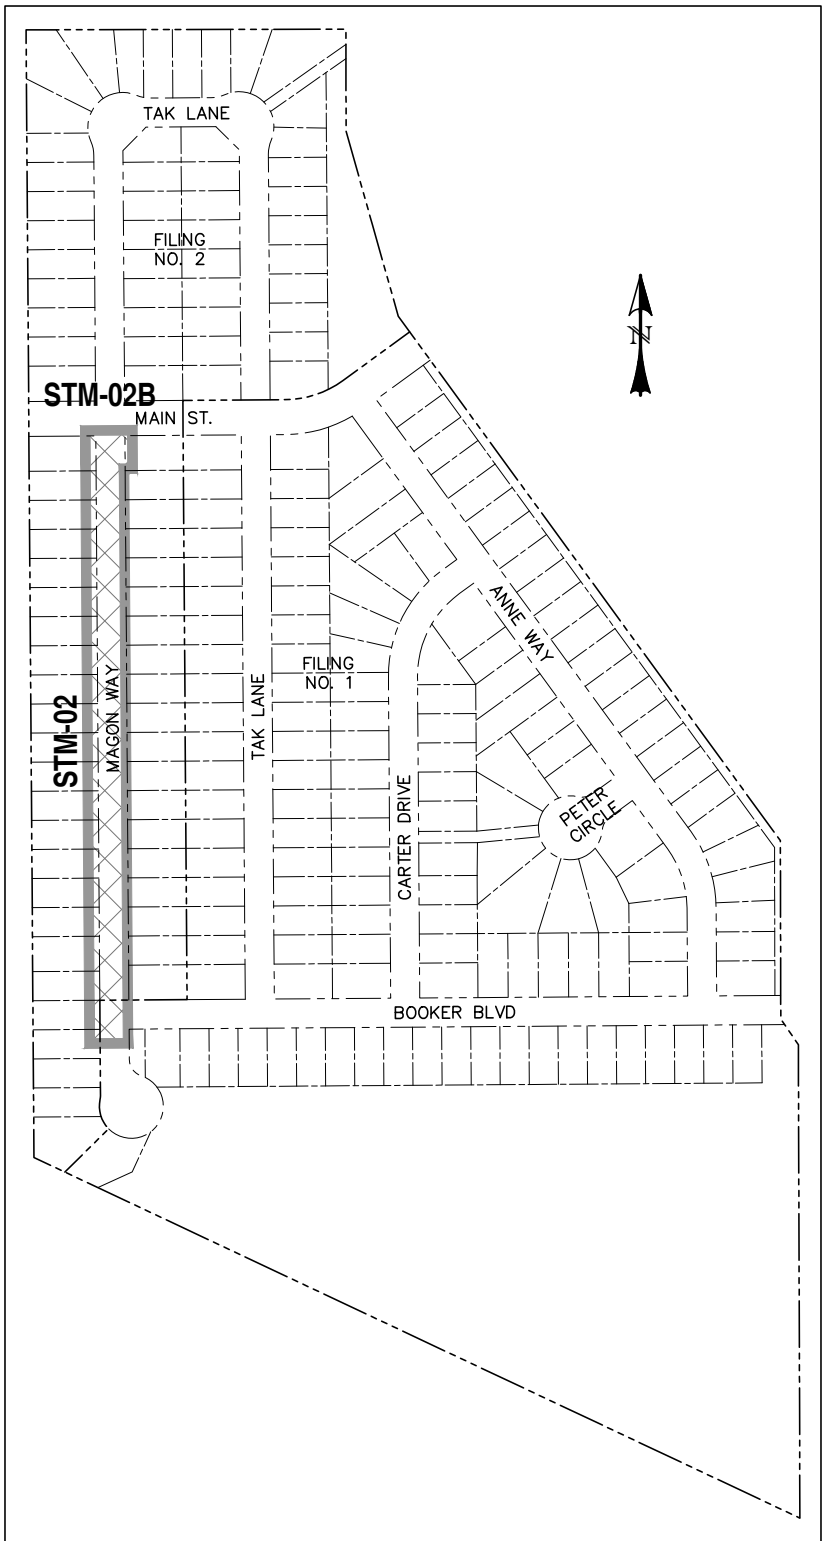 TAK LANE
FILING
NO. 2
N
STM-02B
MAIN ST.
ANNE WAY
FILING
NO. 1
MAGON WAY
STM-02
TAK LANE
CARTER DRIVE
PETER
CIRCLE
BOOKER BLVD